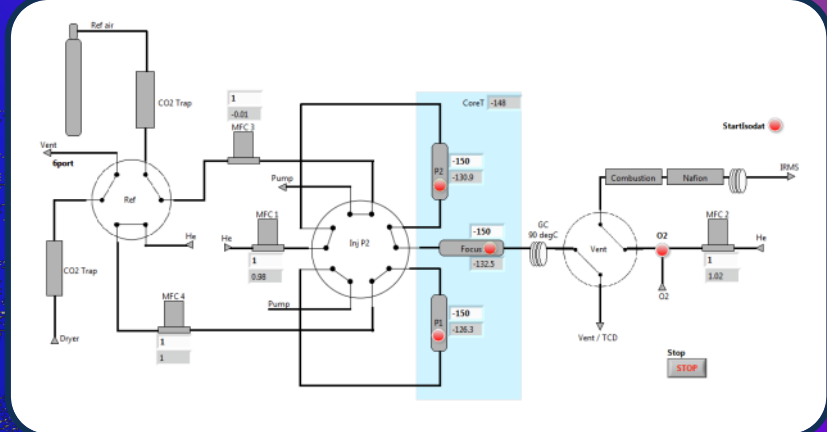 Ref air
CO2 Trap
1
-0.01
MFC 3
CoreT -148
StartIsodat
Vent
6port
Pump
P2
-150
-130.9
Combustion
Nafion
IRMS
Ref
MFC 1
-150
GC
90 degC
MFC 2
He
He
Inj P2
Focus
Vent
O2
He
1
0.98
-132.5
1
1.02
CO2 Trap
O2
MFC 4
Pump
P1
-150
-126.3
Dryer
1
1
Vent / TCD
Stop
STOP